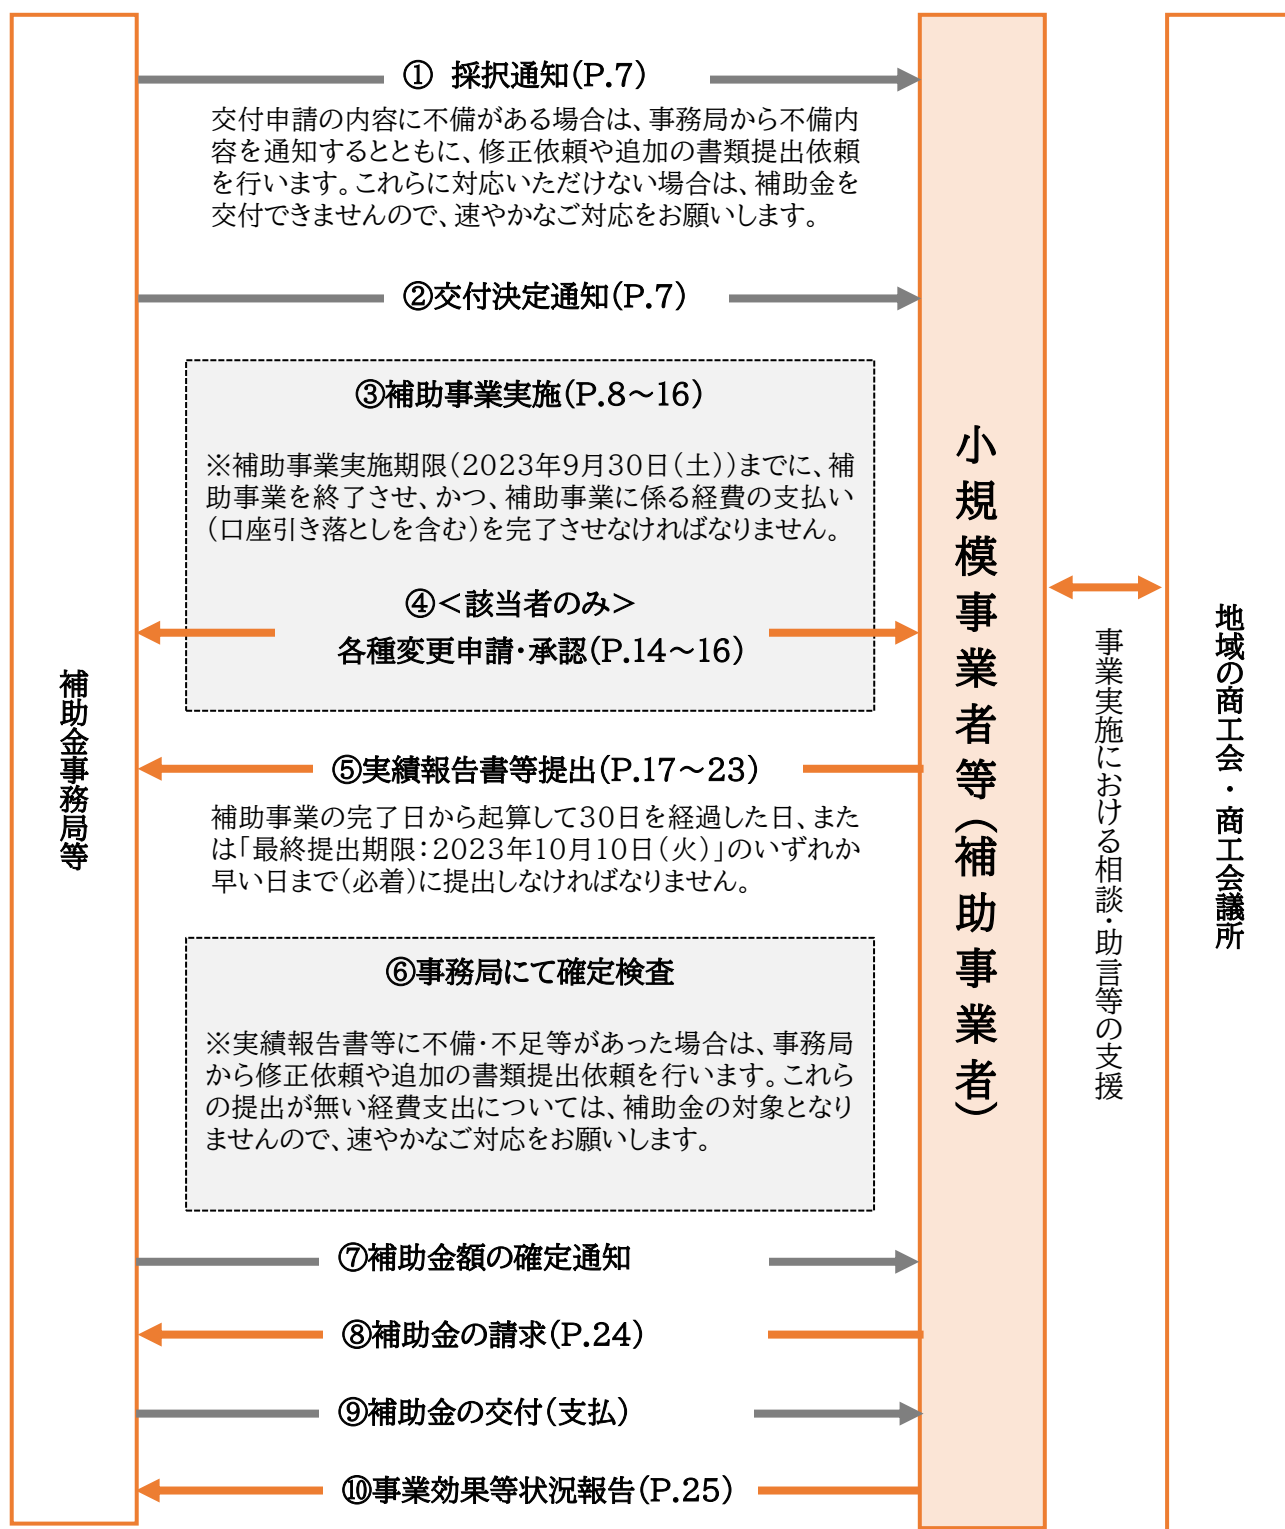 ① 採択通知(P.7)
交付申請の内容に不備がある場合は、事務局から不備内
容を通知するとともに、修正依頼や追加の書類提出依頼
を行います。これらに対応いただけない場合は、補助金を
交付できませんので、速やかなご対応をお願いします。
②交付決定通知(P.7)
③補助事業実施(P.8～16)
※補助事業実施期限(2023年9月30日(土))までに、補
助事業を終了させ、かつ、補助事業に係る経費の支払い
(口座引き落としを含む)を完了させなければなりません。
④＜該当者のみ＞
各種変更申請・承認(P.14～16)
⑤実績報告書等提出(P.17～23)
補助事業の完了日から起算して30日を経過した日、また
は「最終提出期限：2023年10月10日(火)」のいずれか
早い日まで(必着)に提出しなければなりません。
⑥事務局にて確定検査
※実績報告書等に不備・不足等があった場合は、事務局
から修正依頼や追加の書類提出依頼を行います。これら
の提出が無い経費支出については、補助金の対象となり
ませんので、速やかなご対応をお願いします。
⑦補助金額の確定通知
⑧補助金の請求(P.24)
⑨補助金の交付(支払)
⑩事業効果等状況報告(P.25)
補助金事務局等
小規模事業者等(補助事業者)
事業実施における相談・助言等の支援
地域の商工会・商工会議所